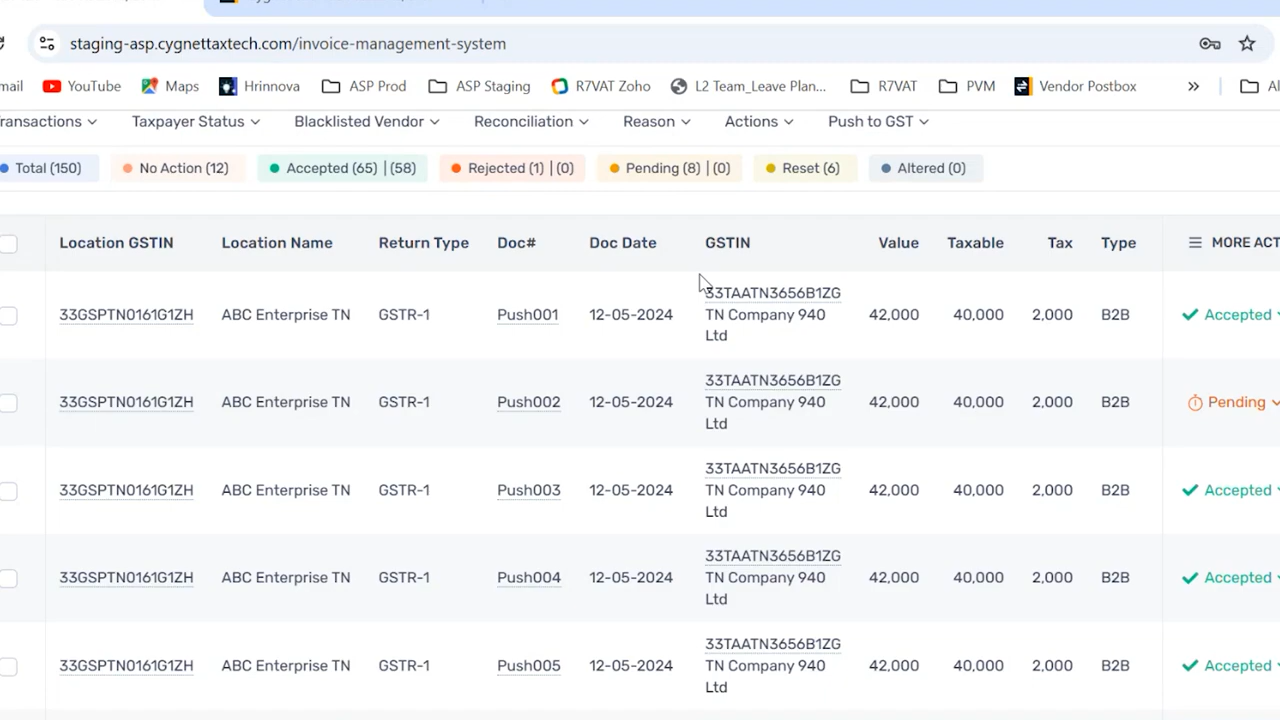 staging-asp.cygnettaxtech.com/invoice-management-system
mail YouTube Maps Hrinnova ASP Prod ASP Staging R7VAT Zoho L2 Team_Leave Plan... R7VAT PVM Vendor Postbox » Al
ransactions Taxpayer Status Blacklisted Vendor Reconciliation Reason Actions Push to GST
Total (150) No Action (12) Accepted (65) | (58) Rejected (1) | (0) Pending (8) | (0) Reset (6) Altered (0)
Location GSTIN Location Name Return Type Doc# Doc Date GSTIN Value Taxable Tax Type MORE ACT
33GSPTN0161G1ZH ABC Enterprise TN GSTR-1 Push001 12-05-2024 33TAATN3656B1ZG 42,000 40,000 2,000 B2B Accepted
TN Company 940
Ltd
33GSPTN0161G1ZH ABC Enterprise TN GSTR-1 Push002 12-05-2024 33TAATN3656B1ZG 42,000 40,000 2,000 B2B Pending
TN Company 940
Ltd
33GSPTN0161G1ZH ABC Enterprise TN GSTR-1 Push003 12-05-2024 33TAATN3656B1ZG 42,000 40,000 2,000 B2B Accepted
TN Company 940
Ltd
33GSPTN0161G1ZH ABC Enterprise TN GSTR-1 Push004 12-05-2024 33TAATN3656B1ZG 42,000 40,000 2,000 B2B Accepted
TN Company 940
Ltd
33GSPTN0161G1ZH ABC Enterprise TN GSTR-1 Push005 12-05-2024 33TAATN3656B1ZG 42,000 40,000 2,000 B2B Accepted
TN Company 940
Ltd